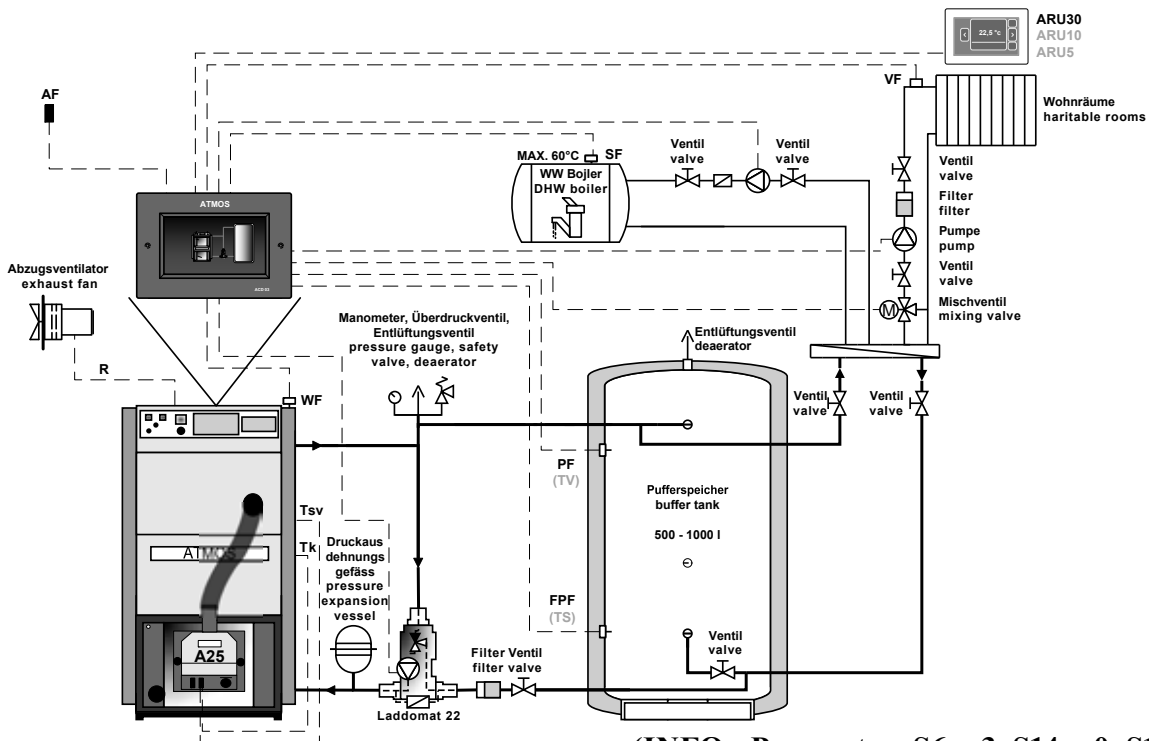 ARU30
ARU10
ARU5
22,5 °c
VF
AF
Wohnräume
haritable rooms
MAX. 60°C
SF
WW Bojler
DHW boiler
Ventil
valve
Ventil
valve
Ventil
valve
Filter
filter
Pumpe
pump
Ventil
valve
M
Mischventil
mixing valve
ATMOS
ACD 03
Abzugsventilator
exhaust fan
R
WF
Manometer, Überdruckventil,
Entlüftungsventil
pressure gauge, safety
valve, deaerator
Entlüftungsventil
deaerator
Ventil
valve
Ventil
valve
PF
(TV)
Pufferspeicher
buffer tank
500 - 1000 l
FPF
(TS)
Ventil
valve
Tsv
Tk
ATMOS
A25
Druckaus
dehnungs
gefäss
pressure
expansion
vessel
Filter Ventil
filter valve
Laddomat 22